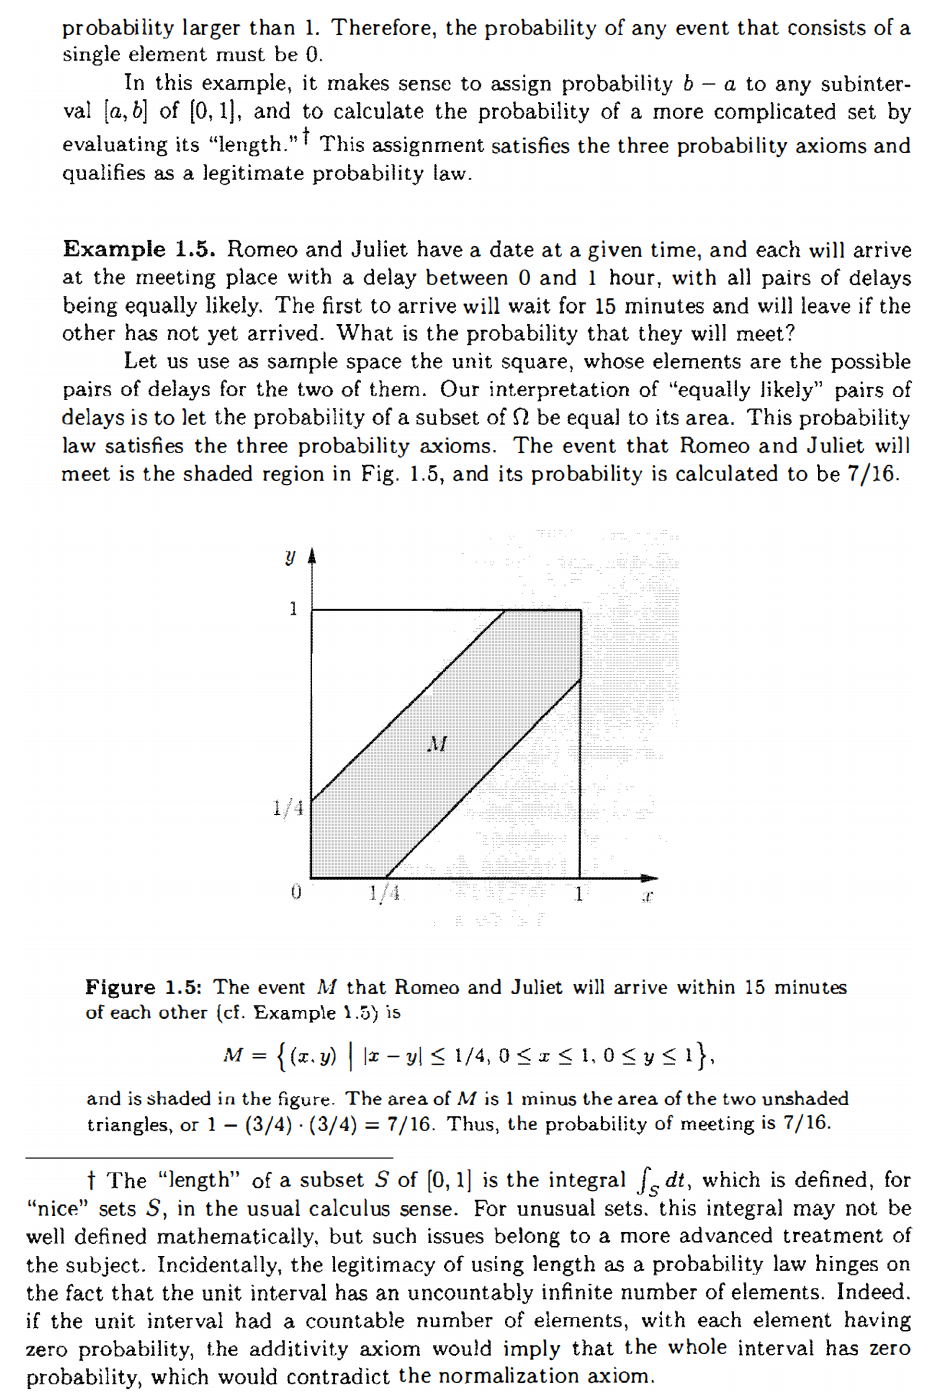 probability larger than 1. Therefore, the probability of any event that consists of a
single element must be 0.
In this example, it makes sense to assign probability b − a to any subinter-
val [a, b] of [0, 1], and to calculate the probability of a more complicated set by
evaluating its “length.”† This assignment satisfies the three probability axioms and
qualifies as a legitimate probability law.
Example 1.5. Romeo and Juliet have a date at a given time, and each will arrive
at the meeting place with a delay between 0 and 1 hour, with all pairs of delays
being equally likely. The first to arrive will wait for 15 minutes and will leave if the
other has not yet arrived. What is the probability that they will meet?
Let us use as sample space the unit square, whose elements are the possible
pairs of delays for the two of them. Our interpretation of “equally likely” pairs of
delays is to let the probability of a subset of Ω be equal to its area. This probability
law satisfies the three probability axioms. The event that Romeo and Juliet will
meet is the shaded region in Fig. 1.5, and its probability is calculated to be 7/16.
y
1
M
1/4
0 1/4 1 x
Figure 1.5: The event M that Romeo and Juliet will arrive within 15 minutes
of each other (cf. Example 1.5) is
M = {(x, y) | |x − y| ≤ 1/4, 0 ≤ x ≤ 1, 0 ≤ y ≤ 1},
and is shaded in the figure. The area of M is 1 minus the area of the two unshaded
triangles, or 1 − (3/4) · (3/4) = 7/16. Thus, the probability of meeting is 7/16.
† The “length” of a subset S of [0, 1] is the integral ∫_S dt, which is defined, for
“nice” sets S, in the usual calculus sense. For unusual sets, this integral may not be
well defined mathematically, but such issues belong to a more advanced treatment of
the subject. Incidentally, the legitimacy of using length as a probability law hinges on
the fact that the unit interval has an uncountably infinite number of elements. Indeed.
if the unit interval had a countable number of elements, with each element having
zero probability, the additivity axiom would imply that the whole interval has zero
probability, which would contradict the normalization axiom.